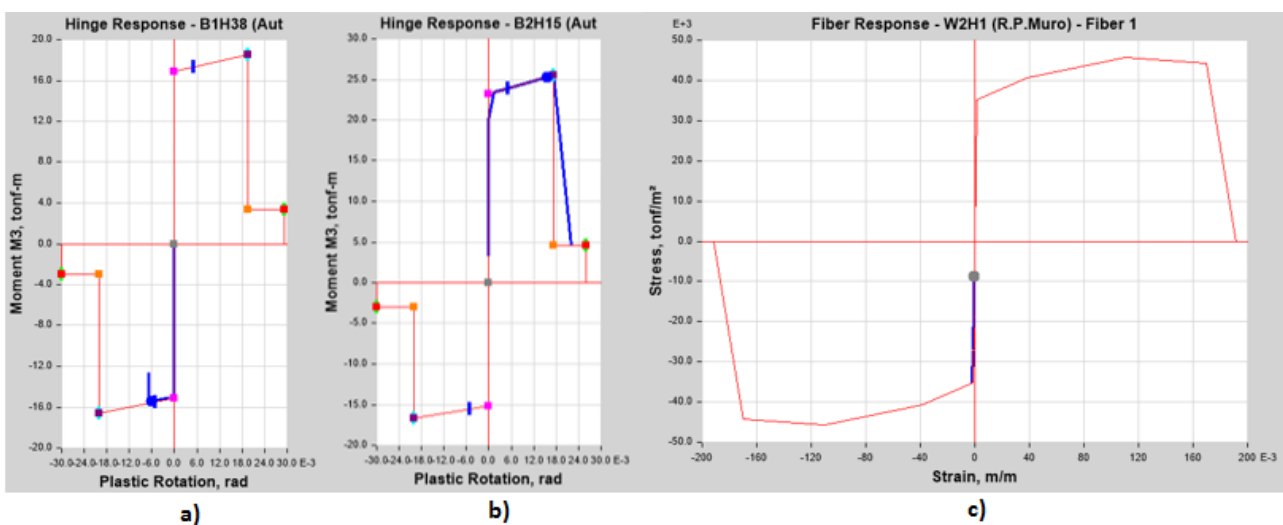 Hinge Response - B1H38 (Aut
20.0
16.0
12.0
8.0
4.0
0.0
-4.0
-8.0
-12.0
-16.0
-20.0
Moment M3, tonf-m
-30.0 -24.0 -18.0 -12.0 -6.0 0.0 6.0 12.0 18.0 24.0 30.0 E-3
Plastic Rotation, rad
a)
Hinge Response - B2H15 (Aut
30.0
25.0
20.0
15.0
10.0
5.0
0.0
-5.0
-10.0
-15.0
-20.0
Moment M3, tonf-m
-30.0 -24.0 -18.0 -12.0 -6.0 0.0 6.0 12.0 18.0 24.0 30.0 E-3
Plastic Rotation, rad
b)
Fiber Response - W2H1 (R.P.Muro) - Fiber 1
E+3
50.0
40.0
30.0
20.0
10.0
0.0
-10.0
-20.0
-30.0
-40.0
-50.0
Stress, tonf/m²
-200 -160 -120 -80 -40 0 40 80 120 160 200 E-3
Strain, m/m
c)